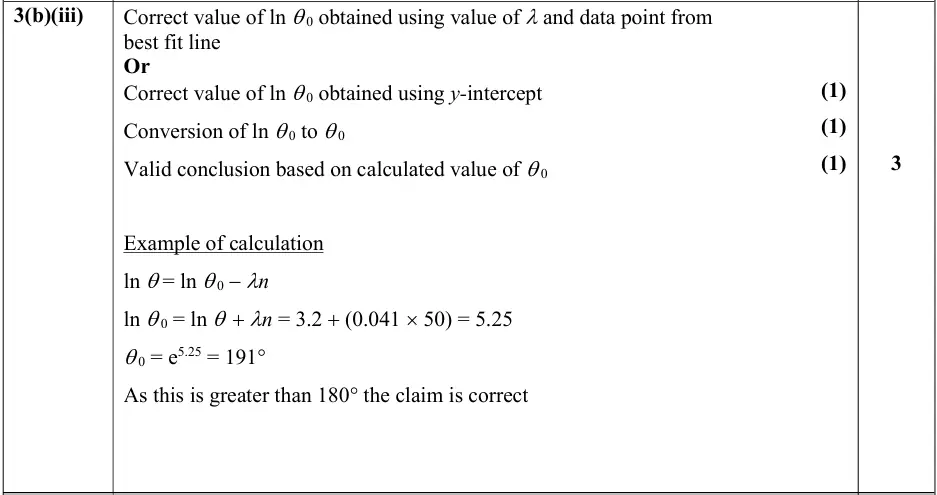 3(b)(iii) Correct value of ln θ₀ obtained using value of λ and data point from
best fit line
Or
Correct value of ln θ₀ obtained using y-intercept (1)
Conversion of ln θ₀ to θ₀ (1)
Valid conclusion based on calculated value of θ₀ (1) 3
Example of calculation
ln θ = ln θ₀ − λn
ln θ₀ = ln θ + λn = 3.2 + (0.041 × 50) = 5.25
θ₀ = e⁵·²⁵ = 191°
As this is greater than 180° the claim is correct